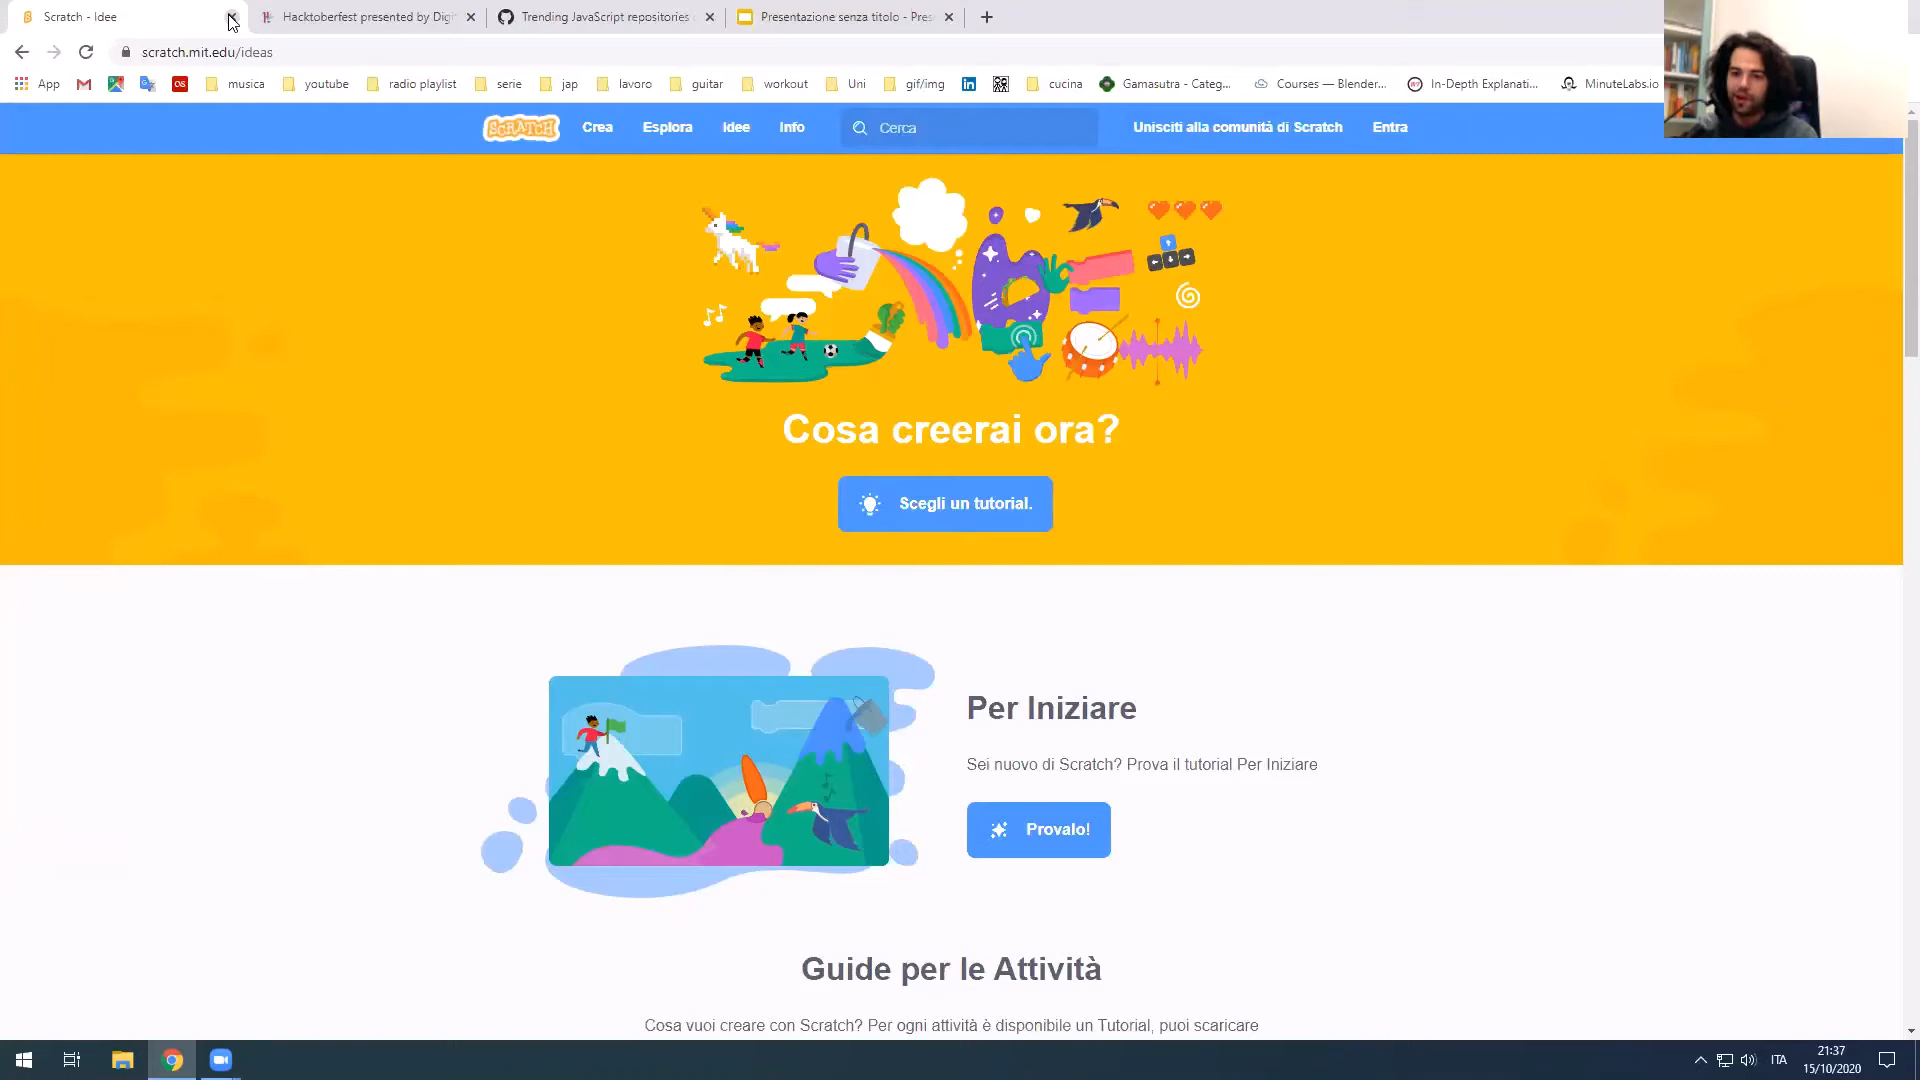 Scratch - Idee
Hacktoberfest presented by Digi
Trending JavaScript repositories
Presentazione senza titolo - Pres
scratch.mit.edu/ideas
App
musica
youtube
radio playlist
serie
jap
lavoro
guitar
workout
Uni
gif/img
cucina
Gamasutra - Categ...
Courses — Blender...
In-Depth Explanati...
MinuteLabs.io
SCRATCH
Crea
Esplora
Idee
Info
Cerca
Unisciti alla comunità di Scratch
Entra
Cosa creerai ora?
Scegli un tutorial.
Per Iniziare
Sei nuovo di Scratch? Prova il tutorial Per Iniziare
Provalo!
Guide per le Attività
Cosa vuoi creare con Scratch? Per ogni attività è disponibile un Tutorial, puoi scaricare
ITA
21:37
15/10/2020